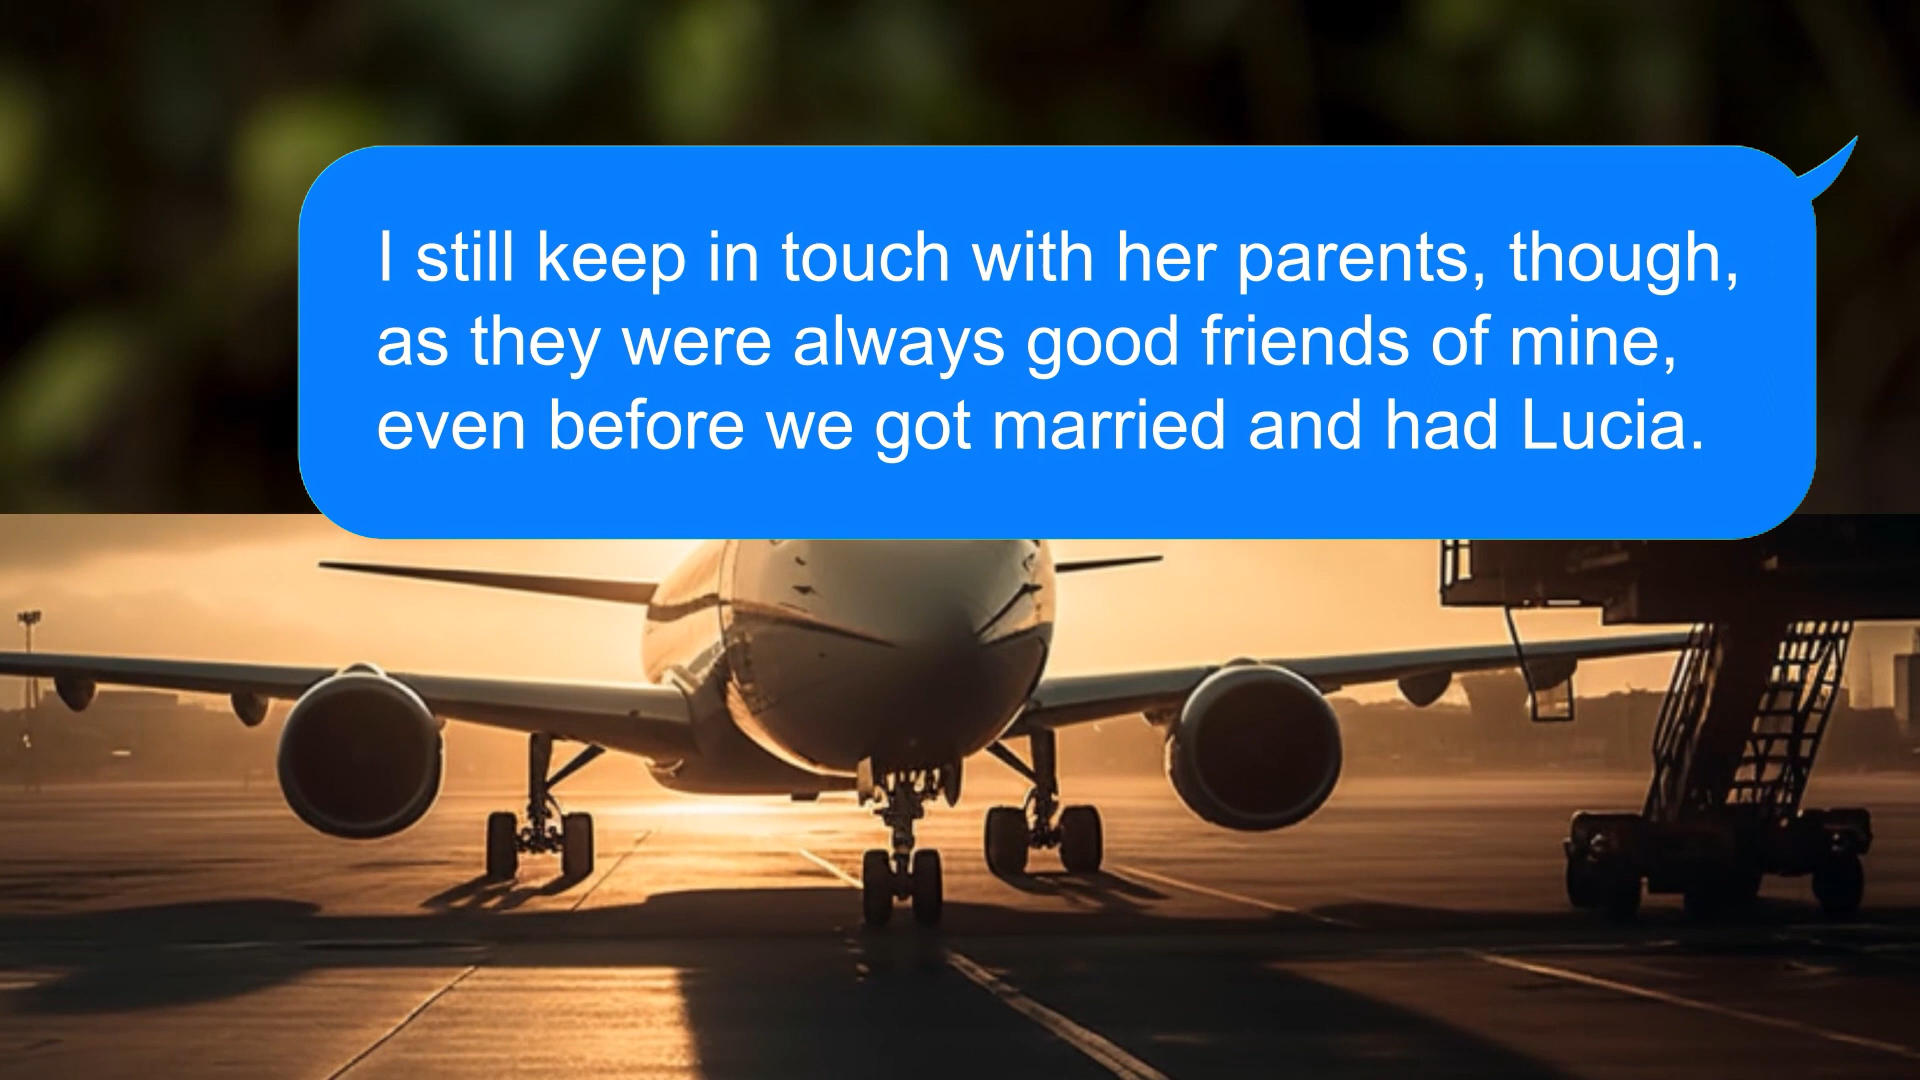 I still keep in touch with her parents, though,
as they were always good friends of mine,
even before we got married and had Lucia.